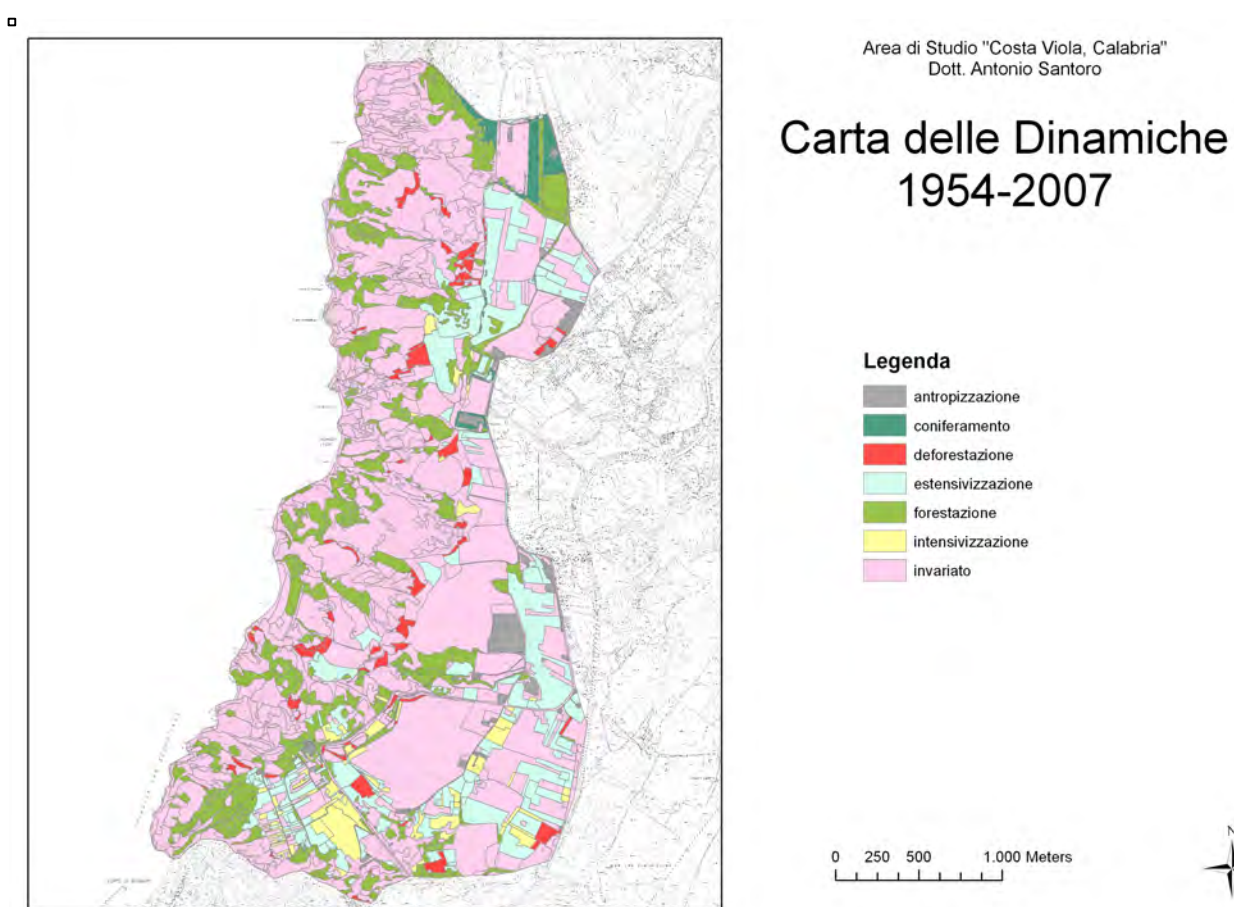 Area di Studio "Costa Viola, Calabria"
Dott. Antonio Santoro
Carta delle Dinamiche
1954-2007
Legenda
antropizzazione
coniferamento
deforestazione
estensivizzazione
forestazione
intensivizzazione
invariato
0 250 500 1.000 Meters
N